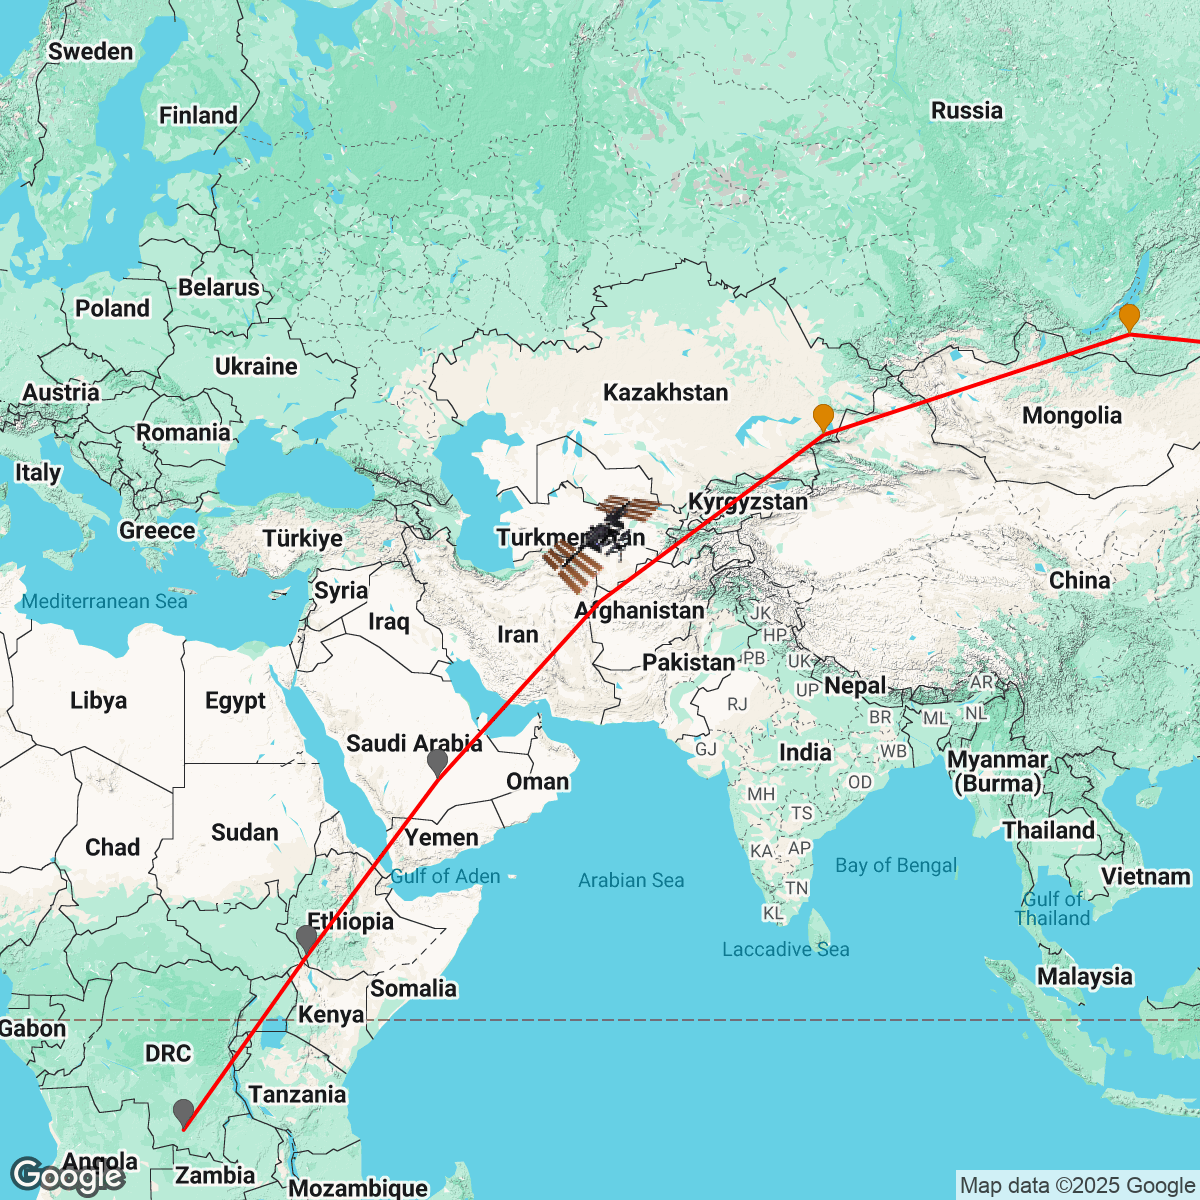 Sweden
Finland
Russia
Belarus
Poland
Ukraine
Austria
Kazakhstan
Mongolia
Romania
Italy
Kyrgyzstan
Greece
Türkiye
China
Syria
Mediterranean Sea
Iraq
Afghanistan
JK
Iran
HP
Pakistan
PB
UK
Nepal
AR
UP
Libya
Egypt
RJ
BR
ML
NL
Saudi Arabia
GJ
India
WB
Myanmar
(Burma)
Oman
OD
MH
TS
Sudan
Yemen
Thailand
Chad
KA
AP
Bay of Bengal
Gulf of Aden
Arabian Sea
Vietnam
TN
Gulf of
Thailand
KL
Ethiopia
Laccadive Sea
Malaysia
Somalia
Kenya
Gabon
DRC
Tanzania
Angola
Zambia
Mozambique
Google
Map data ©2025 Google